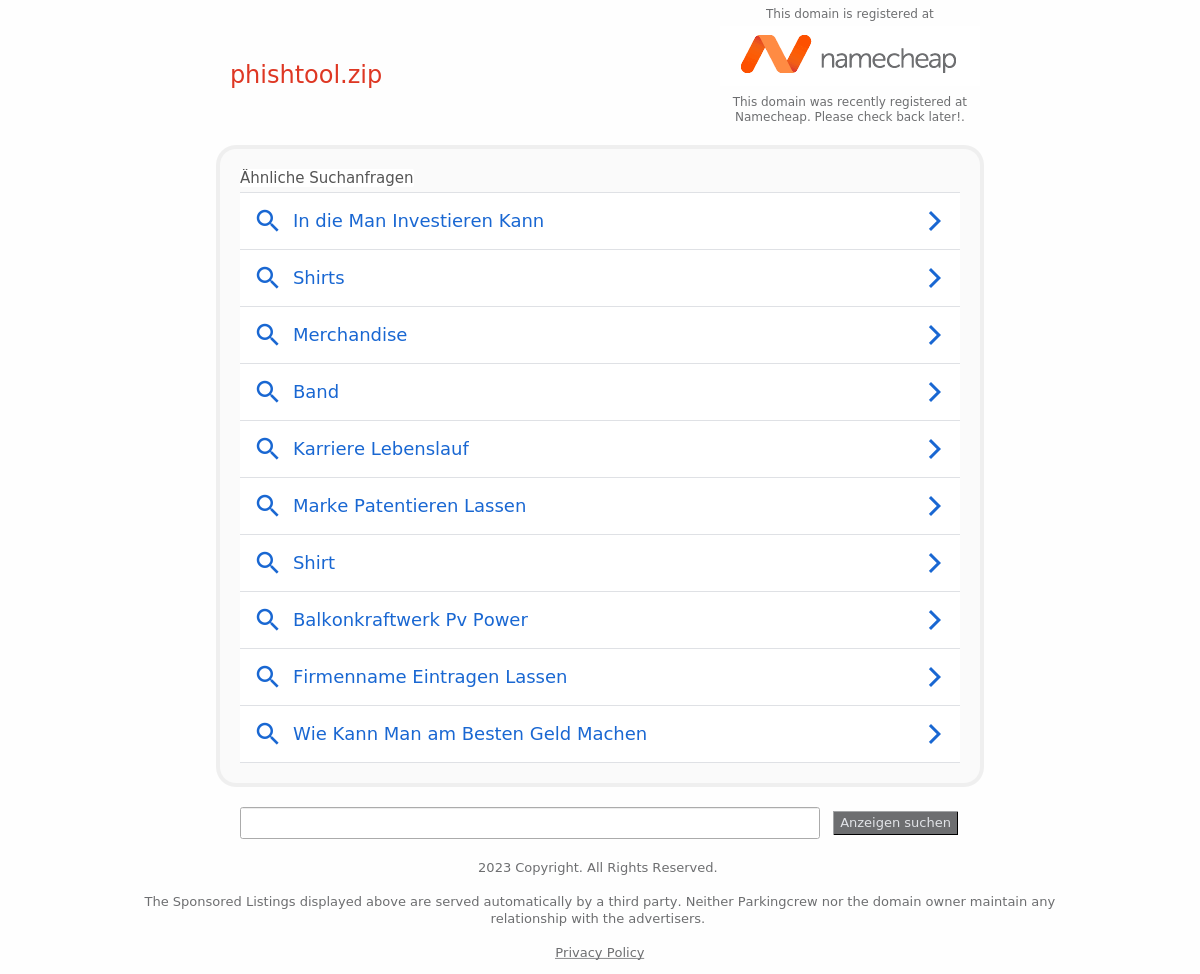 This domain is registered at
namecheap
phishtool.zip
This domain was recently registered at
Namecheap. Please check back later!.
Ähnliche Suchanfragen
In die Man Investieren Kann
Shirts
Merchandise
Band
Karriere Lebenslauf
Marke Patentieren Lassen
Shirt
Balkonkraftwerk Pv Power
Firmenname Eintragen Lassen
Wie Kann Man am Besten Geld Machen
Anzeigen suchen
2023 Copyright. All Rights Reserved.
The Sponsored Listings displayed above are served automatically by a third party. Neither Parkingcrew nor the domain owner maintain any
relationship with the advertisers.
Privacy Policy